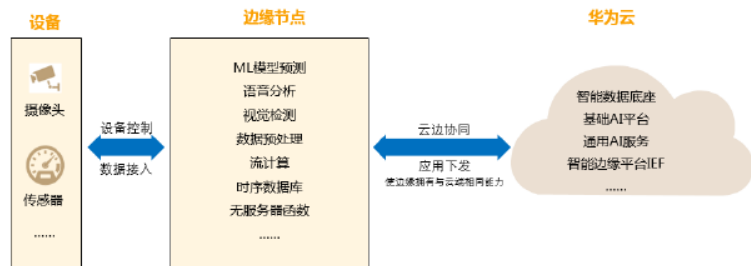 设备
摄像头
传感器
……
设备控制
数据接入
边缘节点
ML模型预测
语音分析
视觉检测
数据预处理
流计算
时序数据库
无服务器函数
……
云边协同
应用下发
使边缘拥有与云端相同能力
华为云
智能数据底座
基础AI平台
通用AI服务
智能边缘平台IEF
……